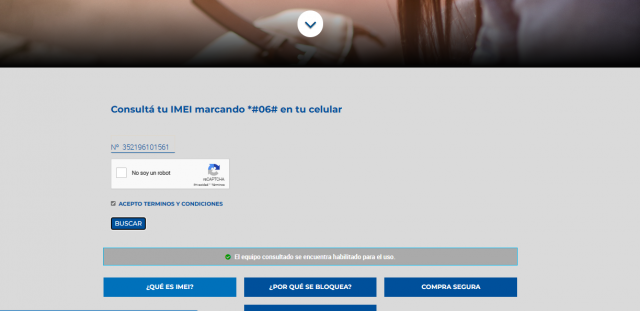 Consultá tu IMEI marcando *#06# en tu celular
Nº 352196101561
No soy un robot
reCAPTCHA
Privacidad - Términos
ACEPTO TERMINOS Y CONDICIONES
BUSCAR
El equipo consultado se encuentra habilitado para el uso.
¿QUÉ ES IMEI?
¿POR QUÉ SE BLOQUEA?
COMPRA SEGURA